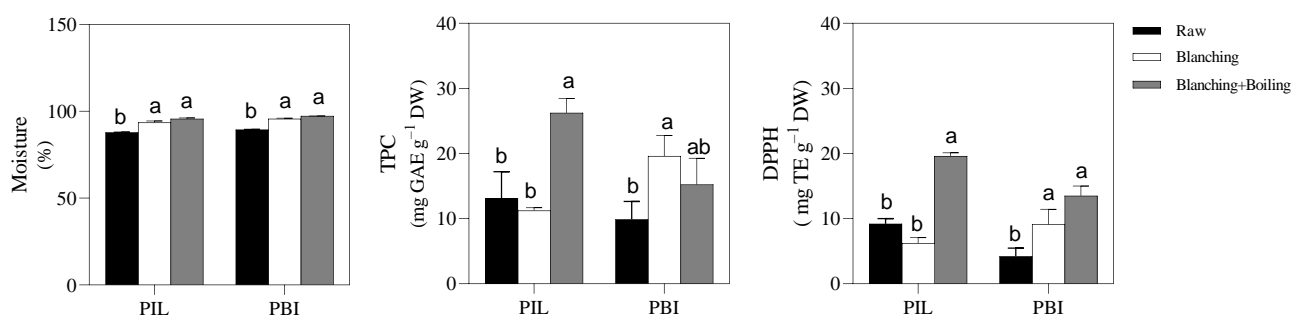 150
100
50
0
Moisture
(%)
b a a b a a
PIL PBI
40
30
20
10
0
TPC
(mg GAE g⁻¹ DW)
b b a b a ab
PIL PBI
40
30
20
10
0
DPPH
( mg TE g⁻¹ DW)
b b a b a a
PIL PBI
Raw
Blanching
Blanching+Boiling